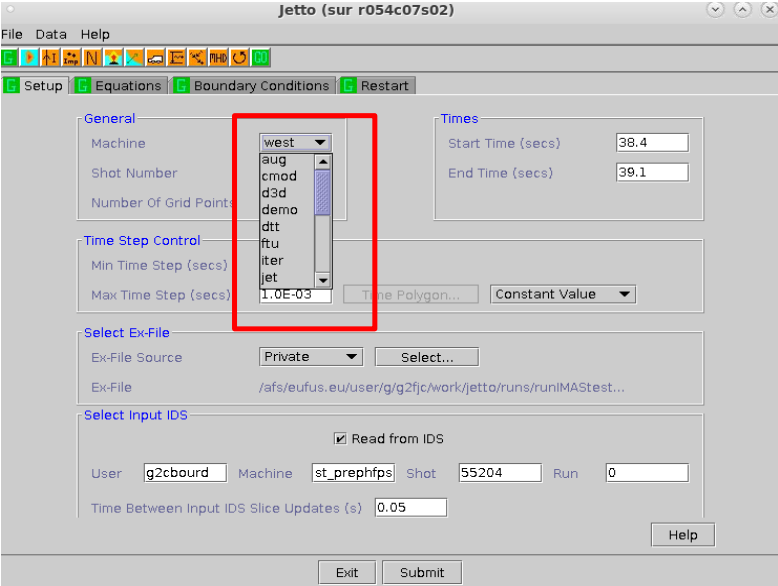 Jetto (sur r054c07s02)
File Data Help
G I Imp N MHD GO
G Setup G Equations G Boundary Conditions G Restart
General
Machine west
aug
cmod
d3d
demo
dtt
ftu
iter
jet
Shot Number
Number Of Grid Points
Times
Start Time (secs) 38.4
End Time (secs) 39.1
Time Step Control
Min Time Step (secs)
Max Time Step (secs) 1.0E-03 Time Polygon... Constant Value
Select Ex-File
Ex-File Source Private Select...
Ex-File /afs/eufus.eu/user/g/g2fjc/work/jetto/runs/runIMAStest...
Select Input IDS
Read from IDS
User g2cbourd Machine st_prephfps Shot 55204 Run 0
Time Between Input IDS Slice Updates (s) 0.05
Help
Exit Submit